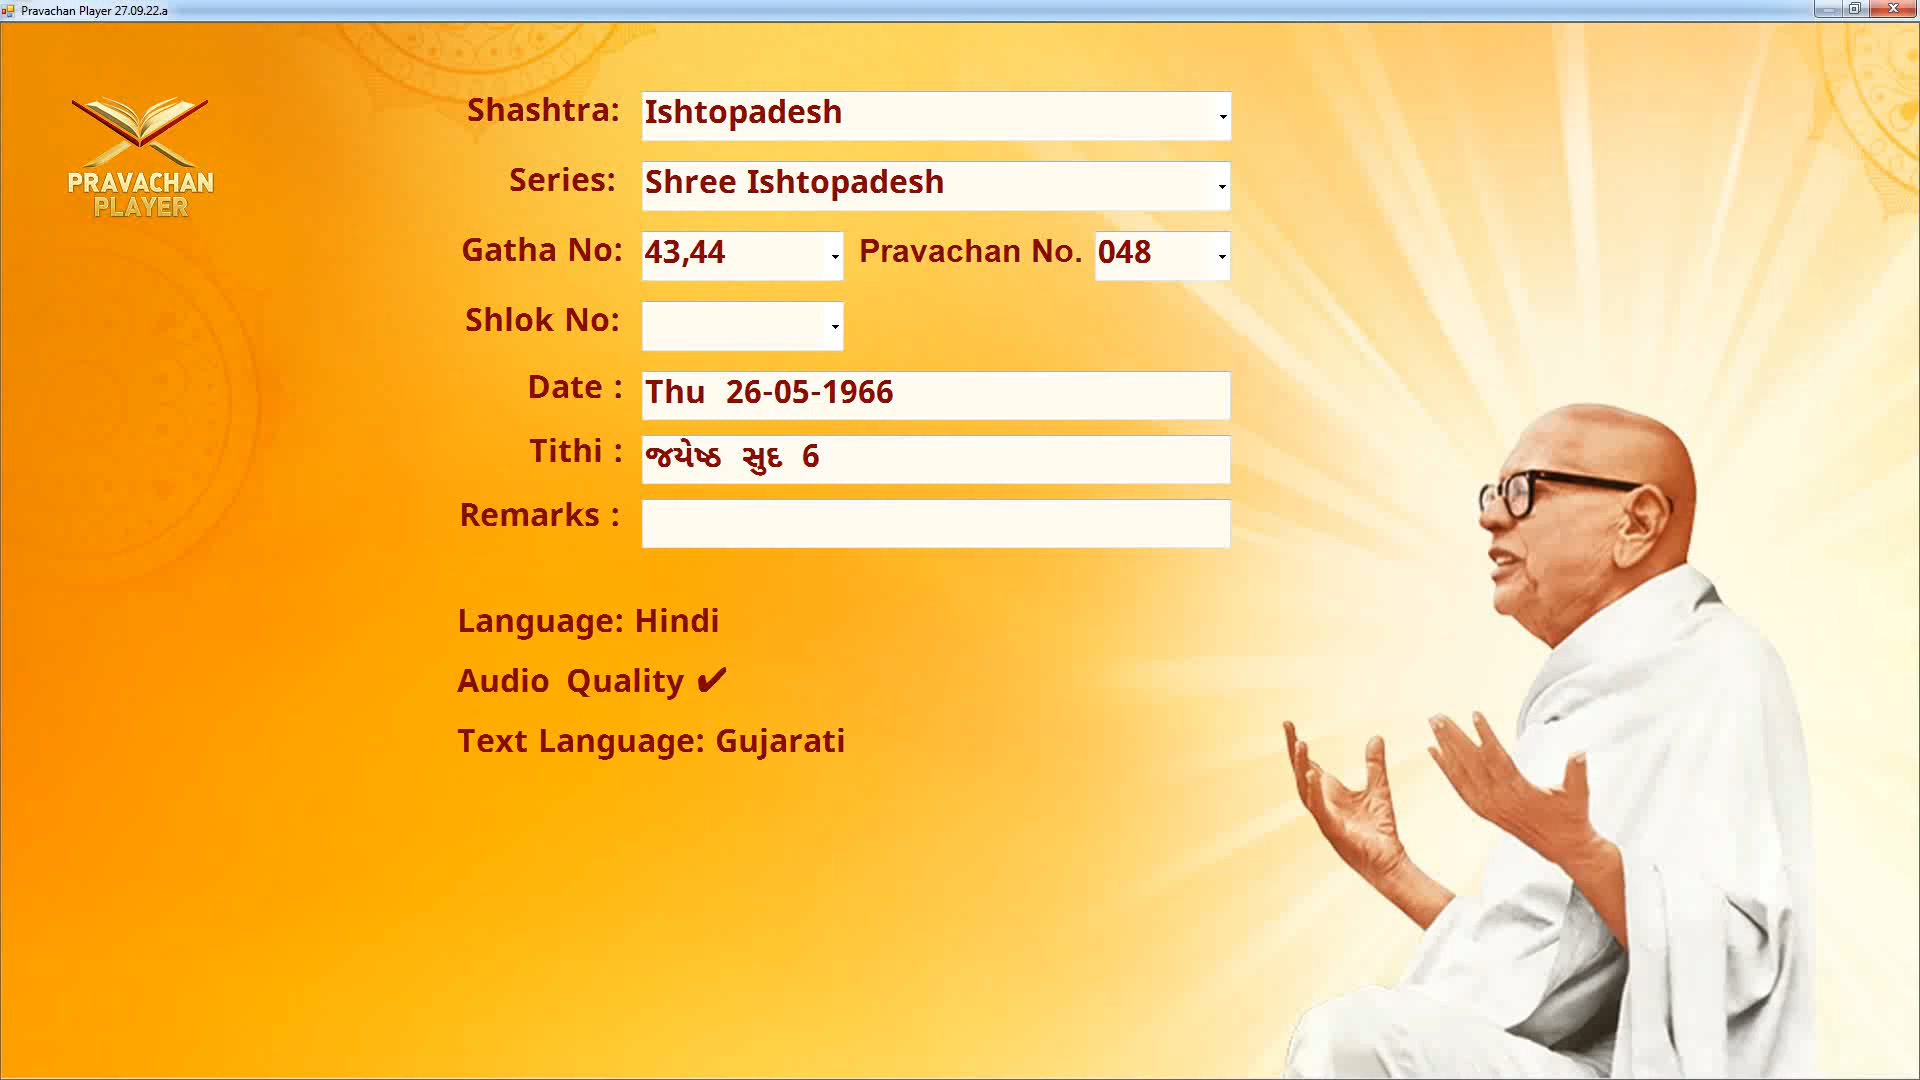 Pravachan Player 27.09.22.a
PRAVACHAN
PLAYER
Shashtra: Ishtopadesh
Series: Shree Ishtopadesh
Gatha No: 43,44 Pravachan No. 048
Shlok No:
Date : Thu 26-05-1966
Tithi : જયેષ્ઠ સુદ 6
Remarks :
Language: Hindi
Audio Quality ✔
Text Language: Gujarati